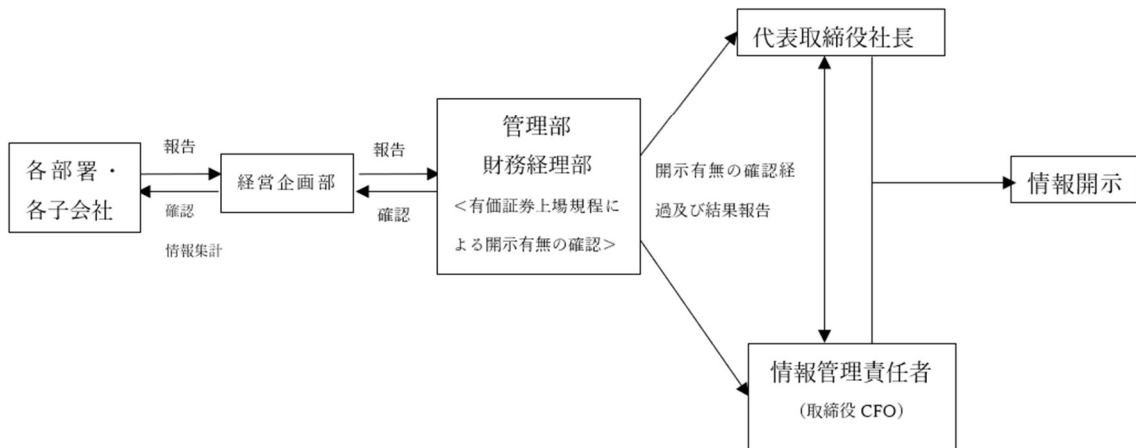 代表取締役社長
各部署・
各子会社
報告
確認
情報集計
経営企画部
報告
確認
管理部
財務経理部
<有価証券上場規程に
よる開示有無の確認>
開示有無の確認経
過及び結果報告
情報開示
情報管理責任者
（取締役 CFO）